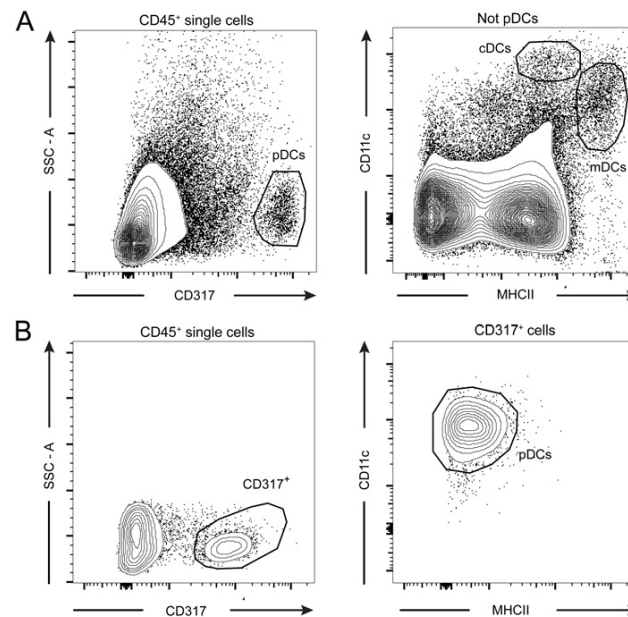 A
CD45⁺ single cells
SSC - A
pDCs
CD317
Not pDCs
cDCs
CD11c
mDCs
MHCII
B
CD45⁺ single cells
SSC - A
CD317⁺
CD317
CD317⁺ cells
CD11c
pDCs
MHCII